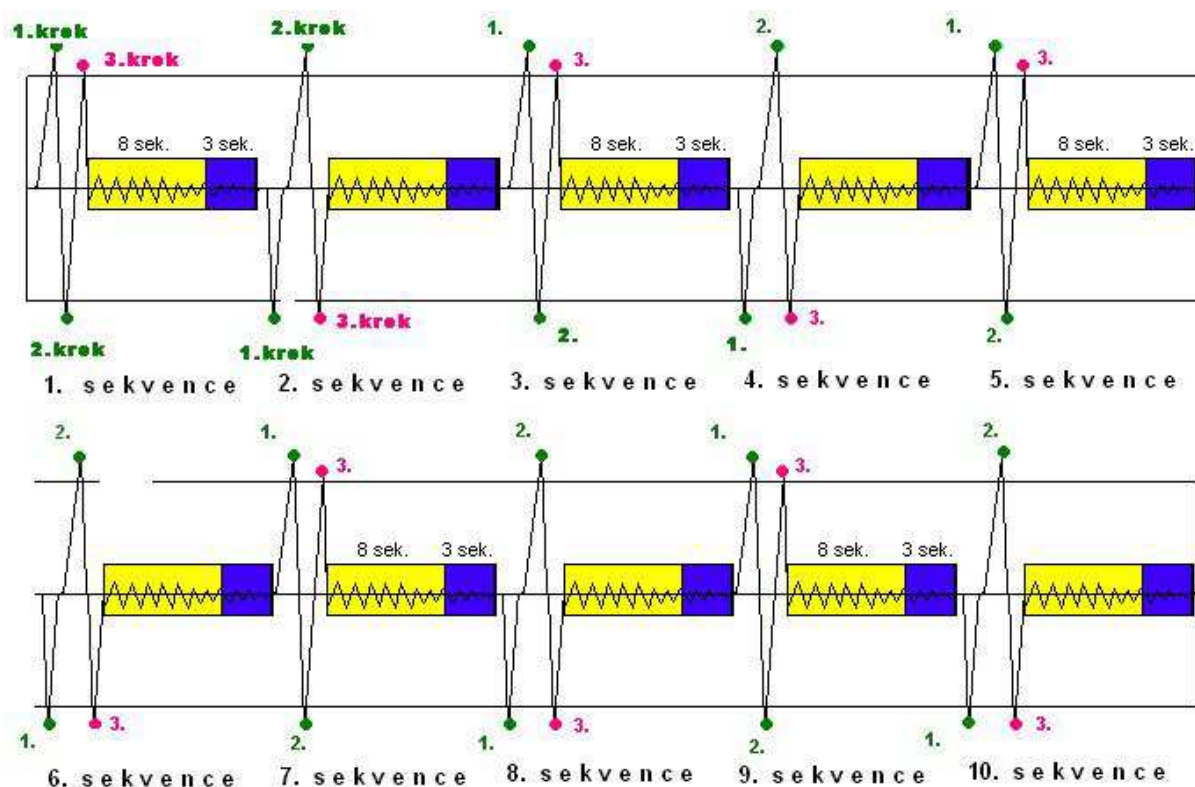 1.krok 2.krok 1. 2. 1.
3.krok 3. 3.
8 sek. 3 sek. 8 sek. 3 sek. 8 sek. 3 sek.
3.krok 3.
2.krok 1.krok 2. 1. 2.
1. sekvence 2. sekvence 3. sekvence 4. sekvence 5. sekvence
2. 1. 2. 1. 2.
3. 3.
8 sek. 3 sek. 8 sek. 3 sek.
3. 3. 3.
1. 2. 1. 2. 1.
6. sekvence 7. sekvence 8. sekvence 9. sekvence 10. sekvence